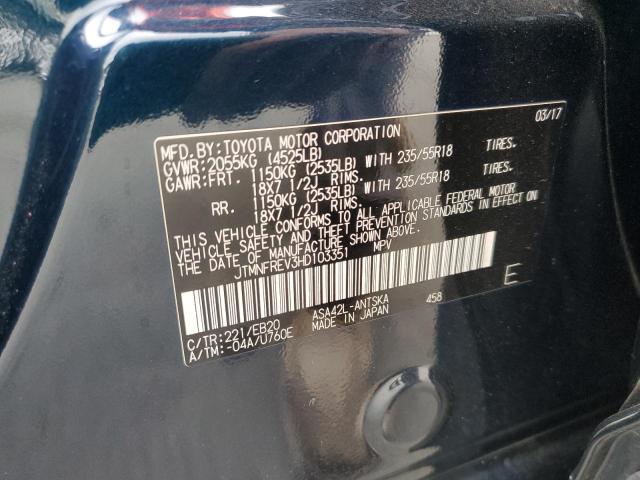 03/17
MFD.BY:TOYOTA MOTOR CORPORATION
GVWR:2055KG (4525LB)
GAWR:FRT. 1150KG (2535LB) WITH 235/55R18 TIRES.
18X7 1/2J RIMS.
RR. 1150KG (2535LB) WITH 235/55R18 TIRES.
18X7 1/2J RIMS.
THIS VEHICLE CONFORMS TO ALL APPLICABLE FEDERAL MOTOR
VEHICLE SAFETY AND BUMPER STANDARDS IN EFFECT ON
THE DATE OF MANUFACTURE SHOWN ABOVE.
JTMNFREV3HD103351 MPV
E
C/TR:221/EB20 ASA42L-ANTSKA 458
A/TM:-04A/U760E MADE IN JAPAN